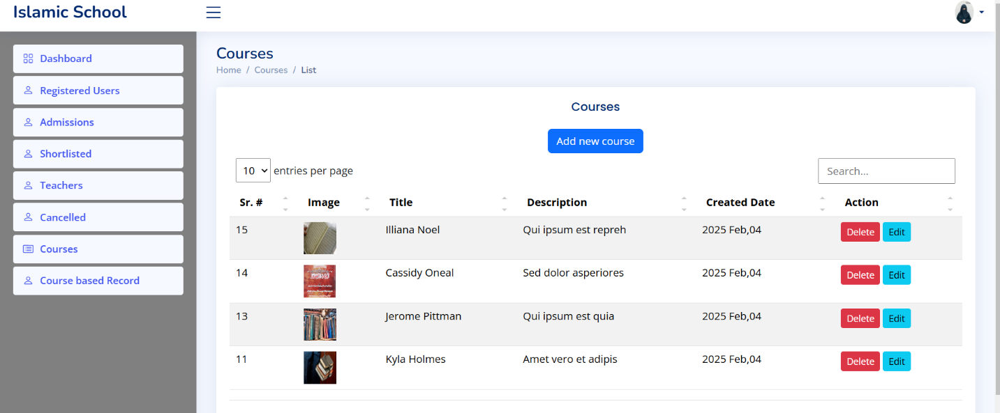 Islamic School
Dashboard
Registered Users
Admissions
Shortlisted
Teachers
Cancelled
Courses
Course based Record
Courses
Home / Courses / List
Courses
Add new course
10 entries per page
Search...
Sr. # Image Title Description Created Date Action
15 Illiana Noel Qui ipsum est repreh 2025 Feb,04 Delete Edit
14 Cassidy Oneal Sed dolor asperiores 2025 Feb,04 Delete Edit
13 Jerome Pittman Qui ipsum est quia 2025 Feb,04 Delete Edit
11 Kyla Holmes Amet vero et adipis 2025 Feb,04 Delete Edit